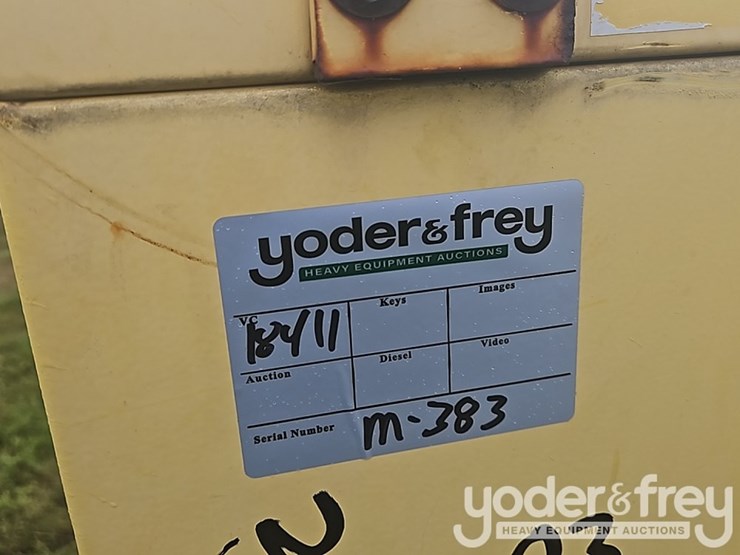 yoder&frey
HEAVY EQUIPMENT AUCTIONS
VC Keys Images
18411
Auction Diesel Video
Serial Number m-383
yoder&frey
HEAVY EQUIPMENT AUCTIONS